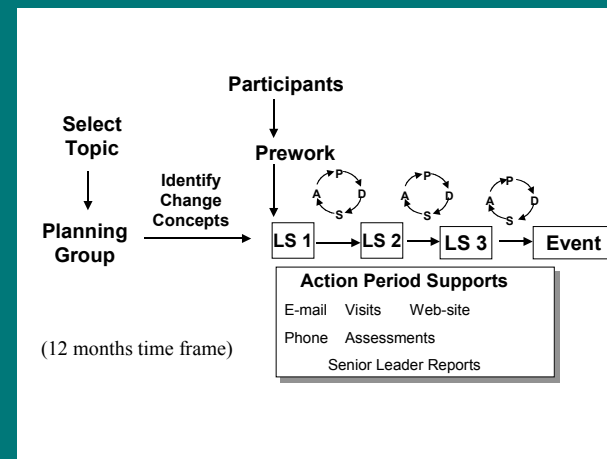 Participants
Select
Topic
Prework
Identify
Change
Concepts
P
A D
S
P
A D
S
P
A D
S
Planning
Group
LS 1
LS 2
LS 3
Event
Action Period Supports
E-mail Visits Web-site
Phone Assessments
Senior Leader Reports
(12 months time frame)